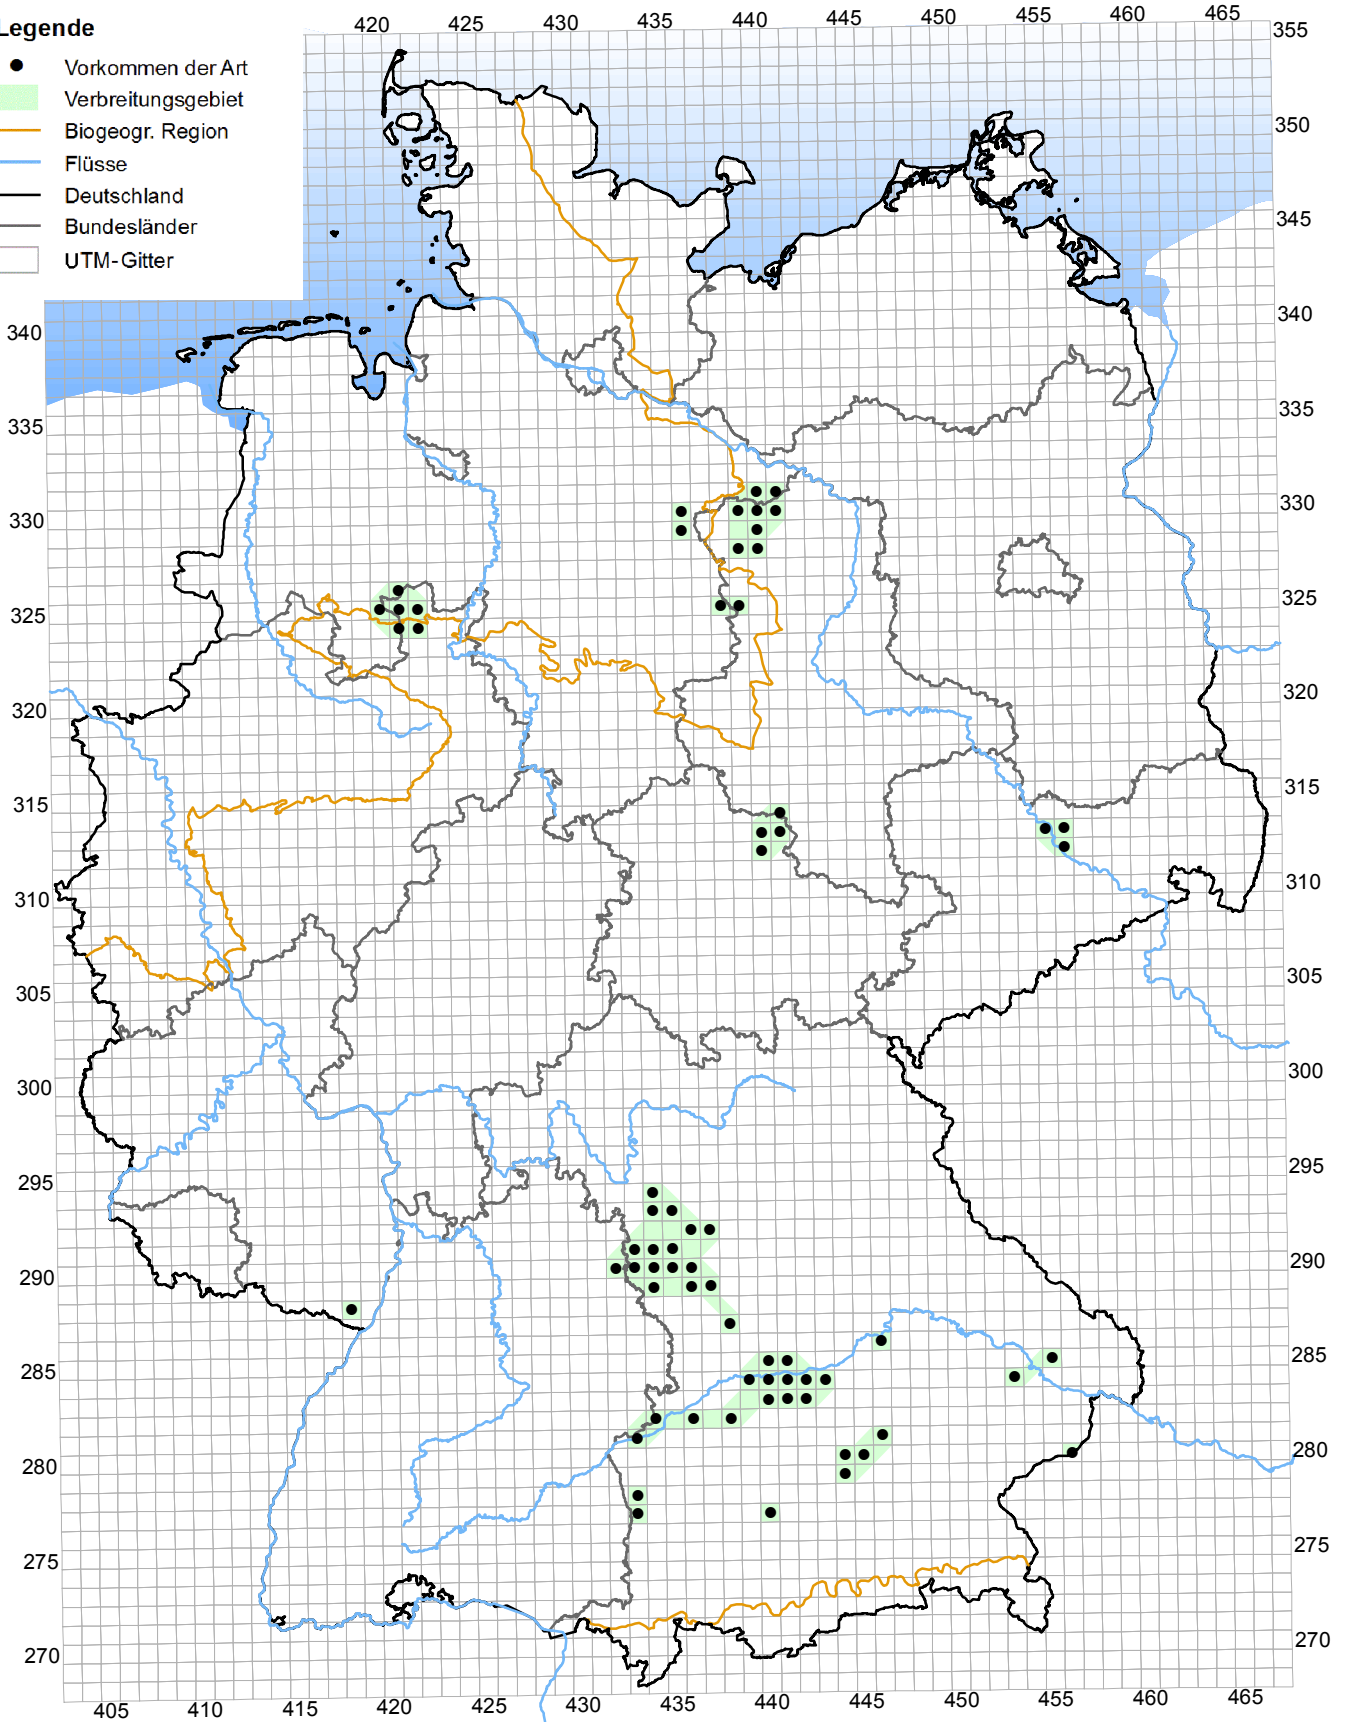 Legende
Vorkommen der Art
Verbreitungsgebiet
Biogeogr. Region
Flüsse
Deutschland
Bundesländer
UTM-Gitter
420 425 430 435 440 445 450 455 460 465
355
350
345
340 340
335 335
330 330
325 325
320 320
315 315
310 310
305 305
300 300
295 295
290 290
285 285
280 280
275 275
270 270
405 410 415 420 425 430 435 440 445 450 455 460 465